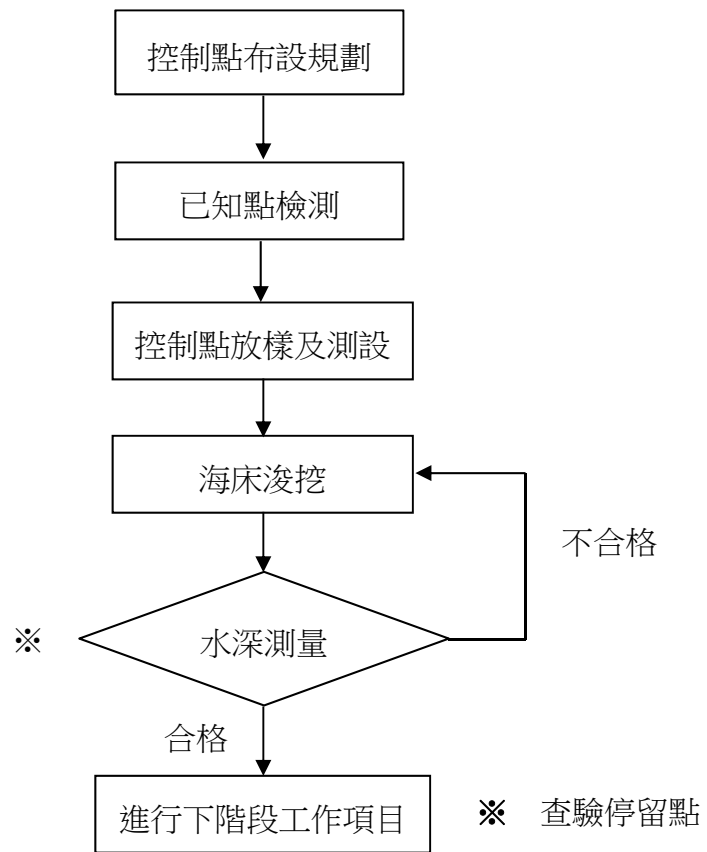 控制點布設規劃
已知點檢測
控制點放樣及測設
海床浚挖
不合格
※ 水深測量
合格
進行下階段工作項目
※ 查驗停留點